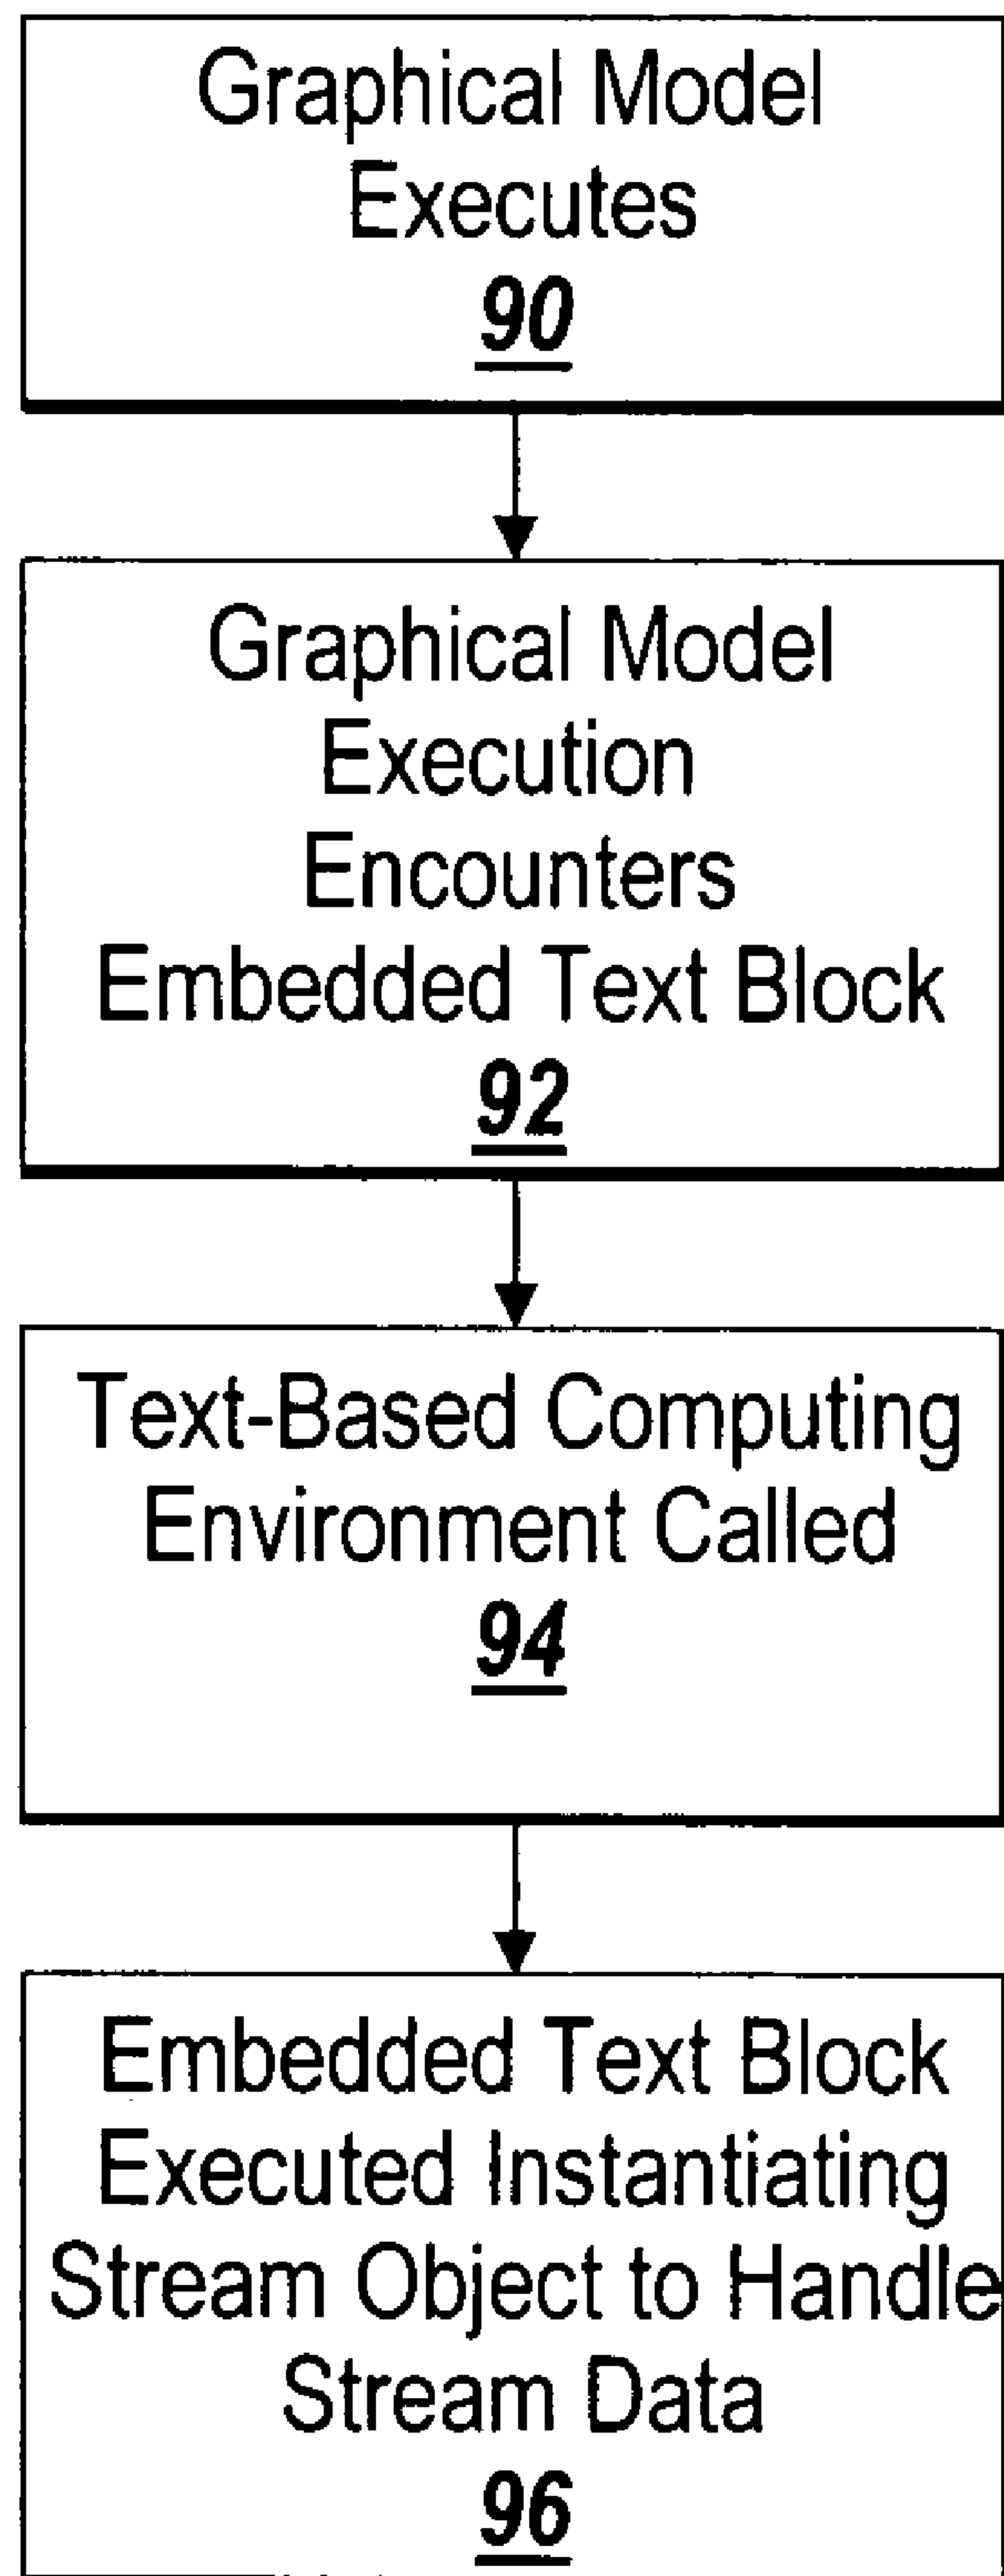 Graphical Model
Executes
90
Graphical Model
Execution
Encounters
Embedded Text Block
92
Text-Based Computing
Environment Called
94
Embedded Text Block
Executed Instantiating
Stream Object to Handle
Stream Data
96